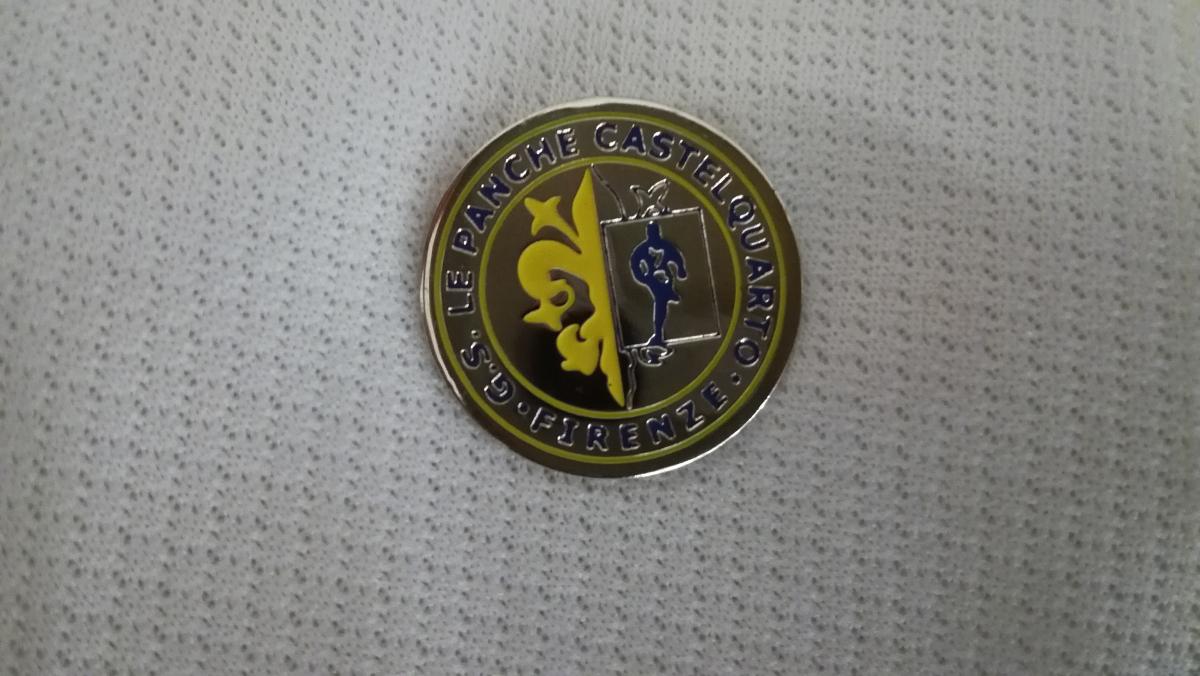 G.S. LE PANCHE CASTELQUARTO · FIRENZE ·